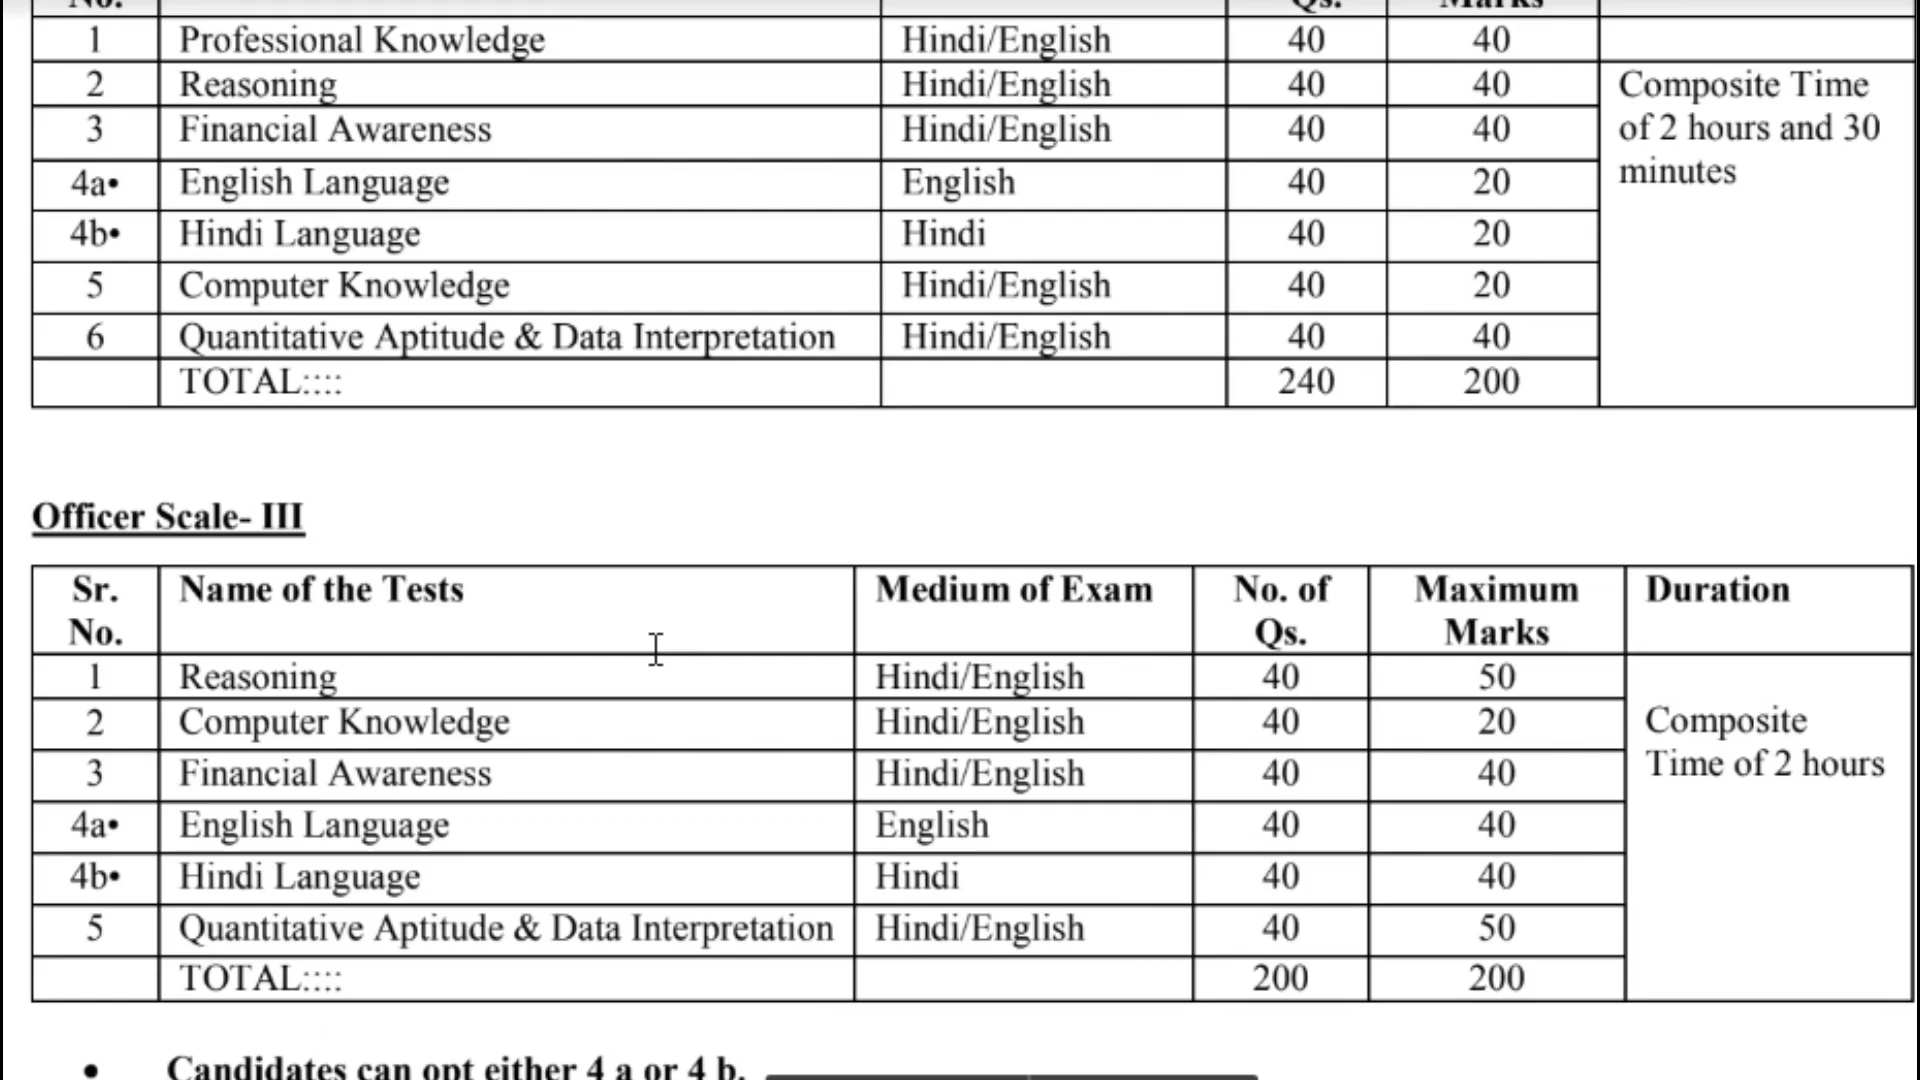 No. Qs. Marks
1 Professional Knowledge Hindi/English 40 40
2 Reasoning Hindi/English 40 40 Composite Time
3 Financial Awareness Hindi/English 40 40 of 2 hours and 30
4a• English Language English 40 20 minutes
4b• Hindi Language Hindi 40 20
5 Computer Knowledge Hindi/English 40 20
6 Quantitative Aptitude & Data Interpretation Hindi/English 40 40
TOTAL:::: 240 200
Officer Scale- III
Sr. Name of the Tests Medium of Exam No. of Maximum Duration
No. Qs. Marks
1 Reasoning Hindi/English 40 50
2 Computer Knowledge Hindi/English 40 20 Composite
3 Financial Awareness Hindi/English 40 40 Time of 2 hours
4a• English Language English 40 40
4b• Hindi Language Hindi 40 40
5 Quantitative Aptitude & Data Interpretation Hindi/English 40 50
TOTAL:::: 200 200
• Candidates can opt either 4 a or 4 b.